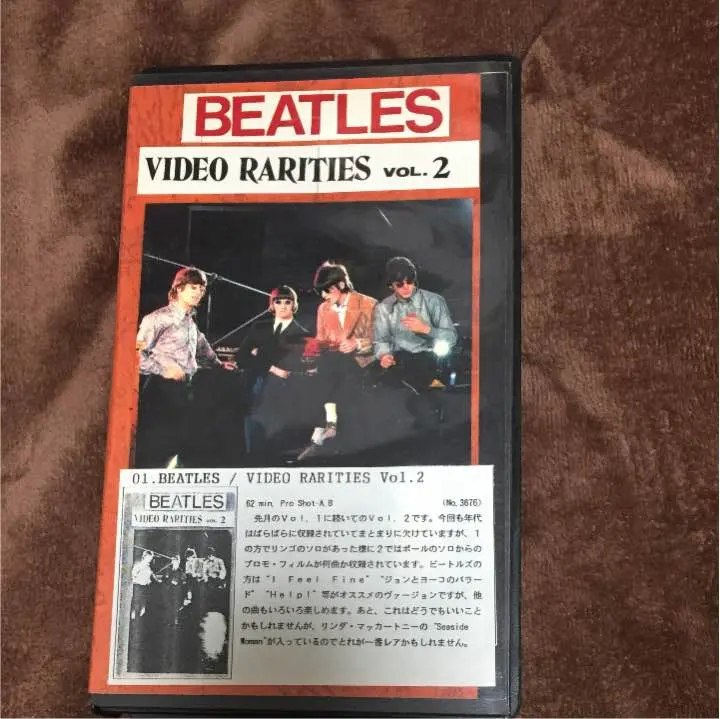 BEATLES
VIDEO RARITIES VOL. 2
01.BEATLES / VIDEO RARITIES Vol.2
BEATLES
VIDEO RARITIES VOL. 2
62 min, Pro Shot-A,B (No.3676)
先月のVol. 1に続いてのVol. 2です。今回も年代
はばらばらに収録されていてまとまりに欠けていますが、1
の方でリンゴのソロがあった様に2ではポールのソロからの
プロモ・フィルムが何曲か収録されています。ビートルズの
方は"I Feel Fine" "ジョンとヨーコのバラー
ド" "Help!"等がオススメのヴァージョンですが、他
の曲もいろいろ楽しめます。あと、これはどうでもいいこと
かもしれませんが、リンダ・マッカートニーの"Seaside
Woman"が入っているのでとれが一番レアかもしれません。